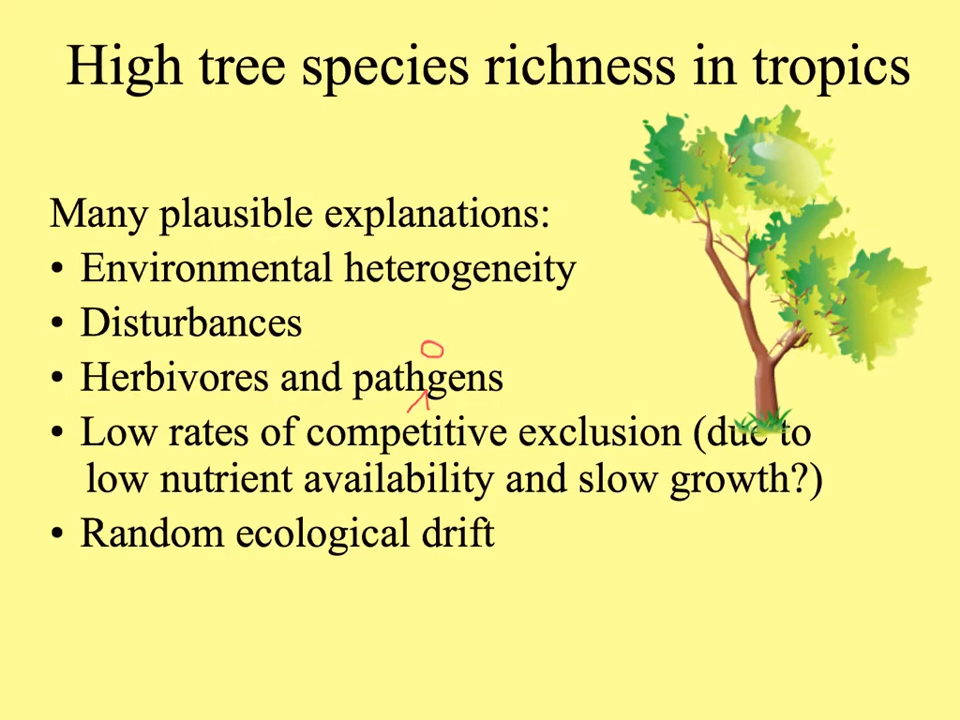 High tree species richness in tropics
Many plausible explanations:
• Environmental heterogeneity
• Disturbances
o
• Herbivores and pathgens
• Low rates of competitive exclusion (due to
low nutrient availability and slow growth?)
• Random ecological drift